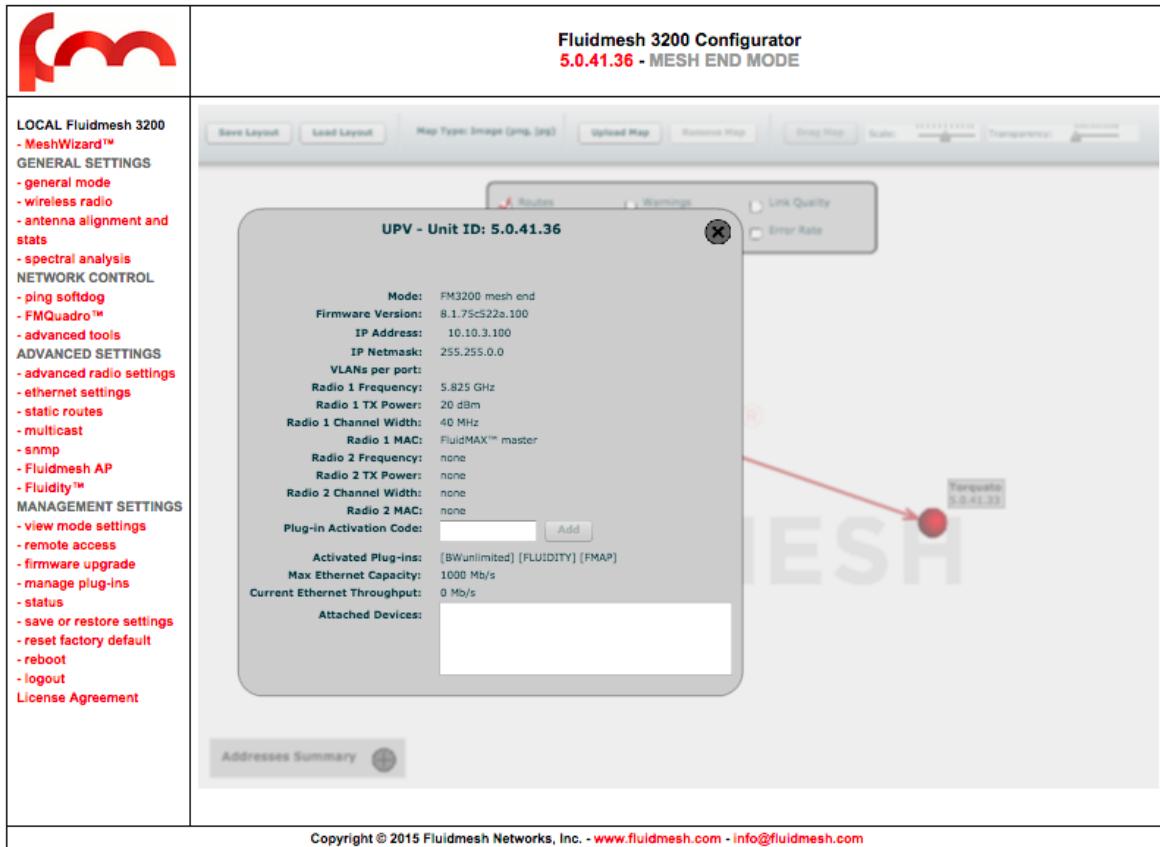 fm
Fluidmesh 3200 Configurator
5.0.41.36 - MESH END MODE
LOCAL Fluidmesh 3200
- MeshWizard™
GENERAL SETTINGS
- general mode
- wireless radio
- antenna alignment and
stats
- spectral analysis
NETWORK CONTROL
- ping softdog
- FMQuadro™
- advanced tools
ADVANCED SETTINGS
- advanced radio settings
- ethernet settings
- static routes
- multicast
- snmp
- Fluidmesh AP
- Fluidity™
MANAGEMENT SETTINGS
- view mode settings
- remote access
- firmware upgrade
- manage plug-ins
- status
- save or restore settings
- reset factory default
- reboot
- logout
License Agreement
Save Layout Load Layout Map Type: Image (png, jpg) Upload Map Remove Map Drag Map Scale: Transparency:
Routes Warnings Link Quality
Error Rate
UPV - Unit ID: 5.0.41.36
Mode: FM3200 mesh end
Firmware Version: 8.1.75c522a.100
IP Address: 10.10.3.100
IP Netmask: 255.255.0.0
VLANs per port:
Radio 1 Frequency: 5.825 GHz
Radio 1 TX Power: 20 dBm
Radio 1 Channel Width: 40 MHz
Radio 1 MAC: FluidMAX™ master
Radio 2 Frequency: none
Radio 2 TX Power: none
Radio 2 Channel Width: none
Radio 2 MAC: none
Plug-in Activation Code: Add
Activated Plug-ins: [BWunlimited] [FLUIDITY] [FMAP]
Max Ethernet Capacity: 1000 Mb/s
Current Ethernet Throughput: 0 Mb/s
Attached Devices:
®
MESH
Torquato
5.0.41.33
Addresses Summary
Copyright © 2015 Fluidmesh Networks, Inc. - www.fluidmesh.com - info@fluidmesh.com